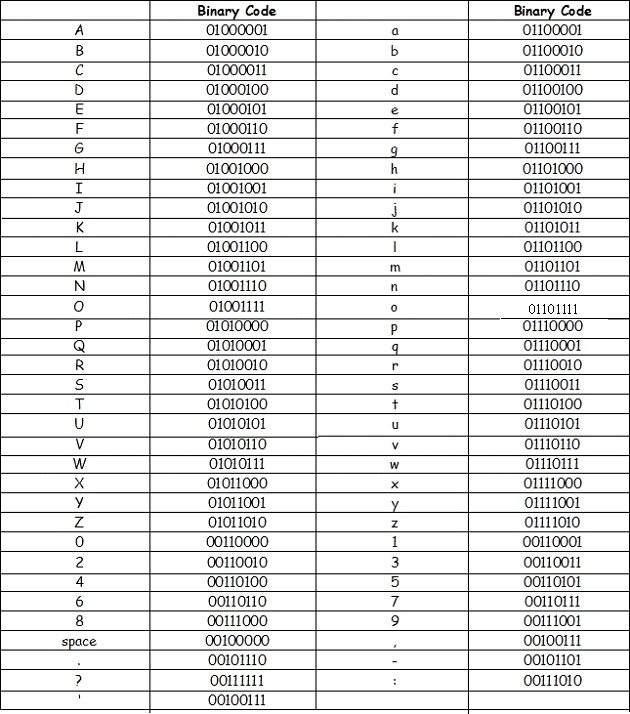 Binary Code Binary Code
A 01000001 a 01100001
B 01000010 b 01100010
C 01000011 c 01100011
D 01000100 d 01100100
E 01000101 e 01100101
F 01000110 f 01100110
G 01000111 g 01100111
H 01001000 h 01101000
I 01001001 i 01101001
J 01001010 j 01101010
K 01001011 k 01101011
L 01001100 l 01101100
M 01001101 m 01101101
N 01001110 n 01101110
O 01001111 o 01101111
P 01010000 p 01110000
Q 01010001 q 01110001
R 01010010 r 01110010
S 01010011 s 01110011
T 01010100 t 01110100
U 01010101 u 01110101
V 01010110 v 01110110
W 01010111 w 01110111
X 01011000 x 01111000
Y 01011001 y 01111001
Z 01011010 z 01111010
0 00110000 1 00110001
2 00110010 3 00110011
4 00110100 5 00110101
6 00110110 7 00110111
8 00111000 9 00111001
space 00100000 , 00100111
. 00101110 - 00101101
? 00111111 : 00111010
' 00100111